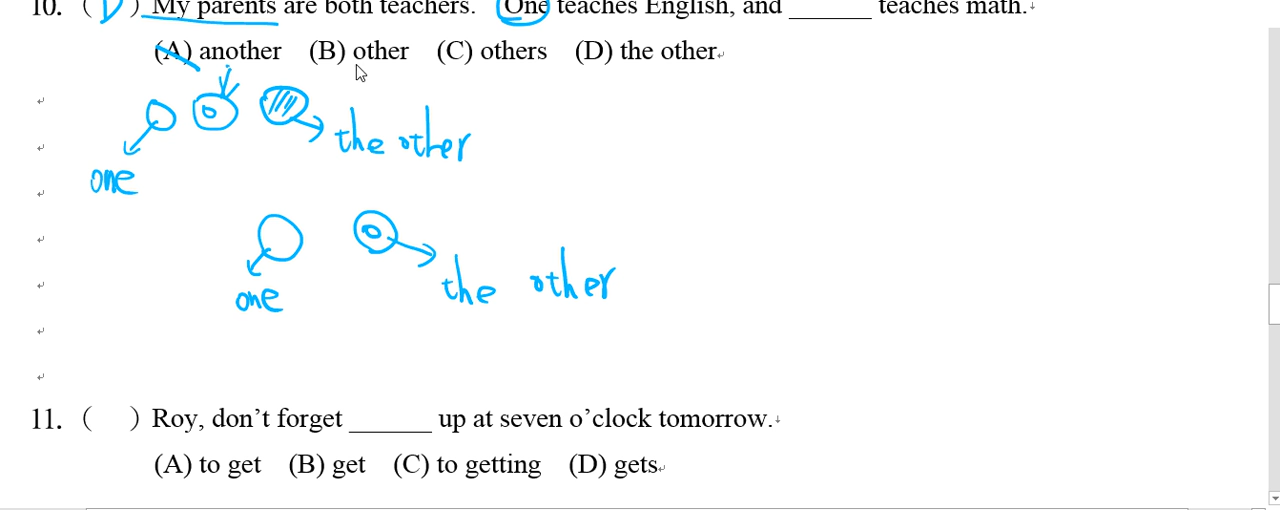 10. ( D ) My parents are both teachers. One teaches English, and ______ teaches math.
(A) another (B) other (C) others (D) the other
the other
one
the other
one
11. ( ) Roy, don't forget ______ up at seven o'clock tomorrow.
(A) to get (B) get (C) to getting (D) gets